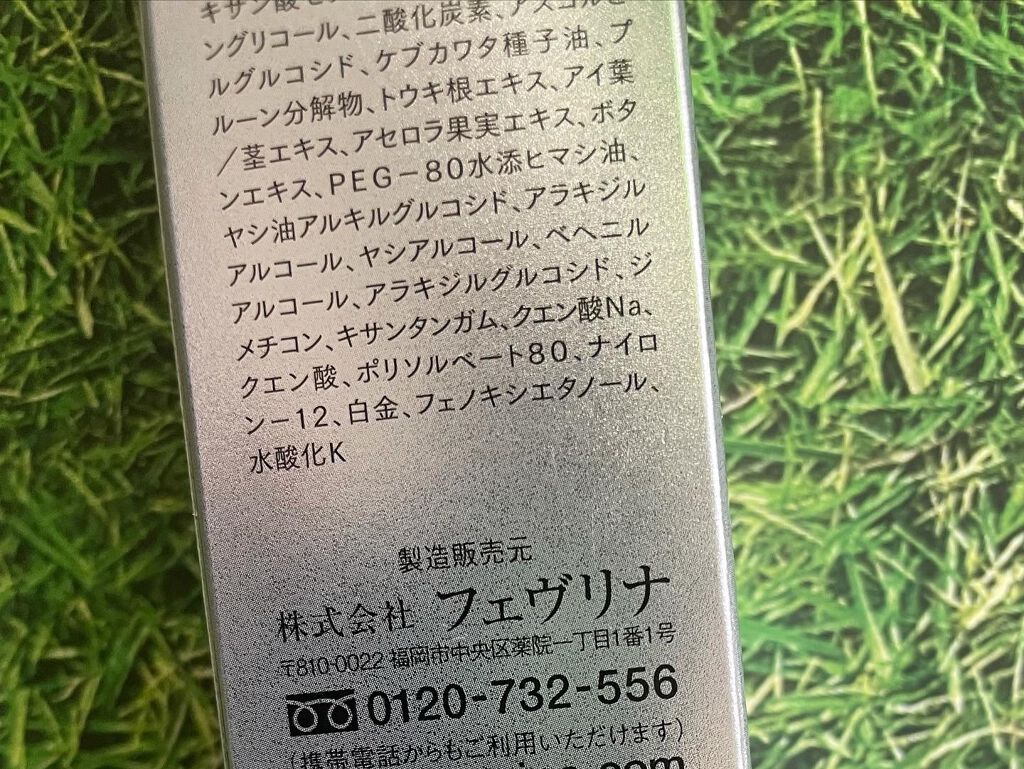 キサン酸
ングリコール、二酸化炭素、アスコルビ
ルグルコシド、ケブカワタ種子油、プ
ルーン分解物、トウキ根エキス、アイ葉
/茎エキス、アセロラ果実エキス、ボタ
ンエキス、PEG−80水添ヒマシ油、
ヤシ油アルキルグルコシド、アラキジル
アルコール、ヤシアルコール、ベヘニル
アルコール、アラキジルグルコシド、ジ
メチコン、キサンタンガム、クエン酸Na、
クエン酸、ポリソルベート80、ナイロ
ン−12、白金、フェノキシエタノール、
水酸化K
製造販売元
株式会社 フェヴリナ
〒810-0022 福岡市中央区薬院一丁目1番1号
0120-732-556
(携帯電話からもご利用いただけます)
.com